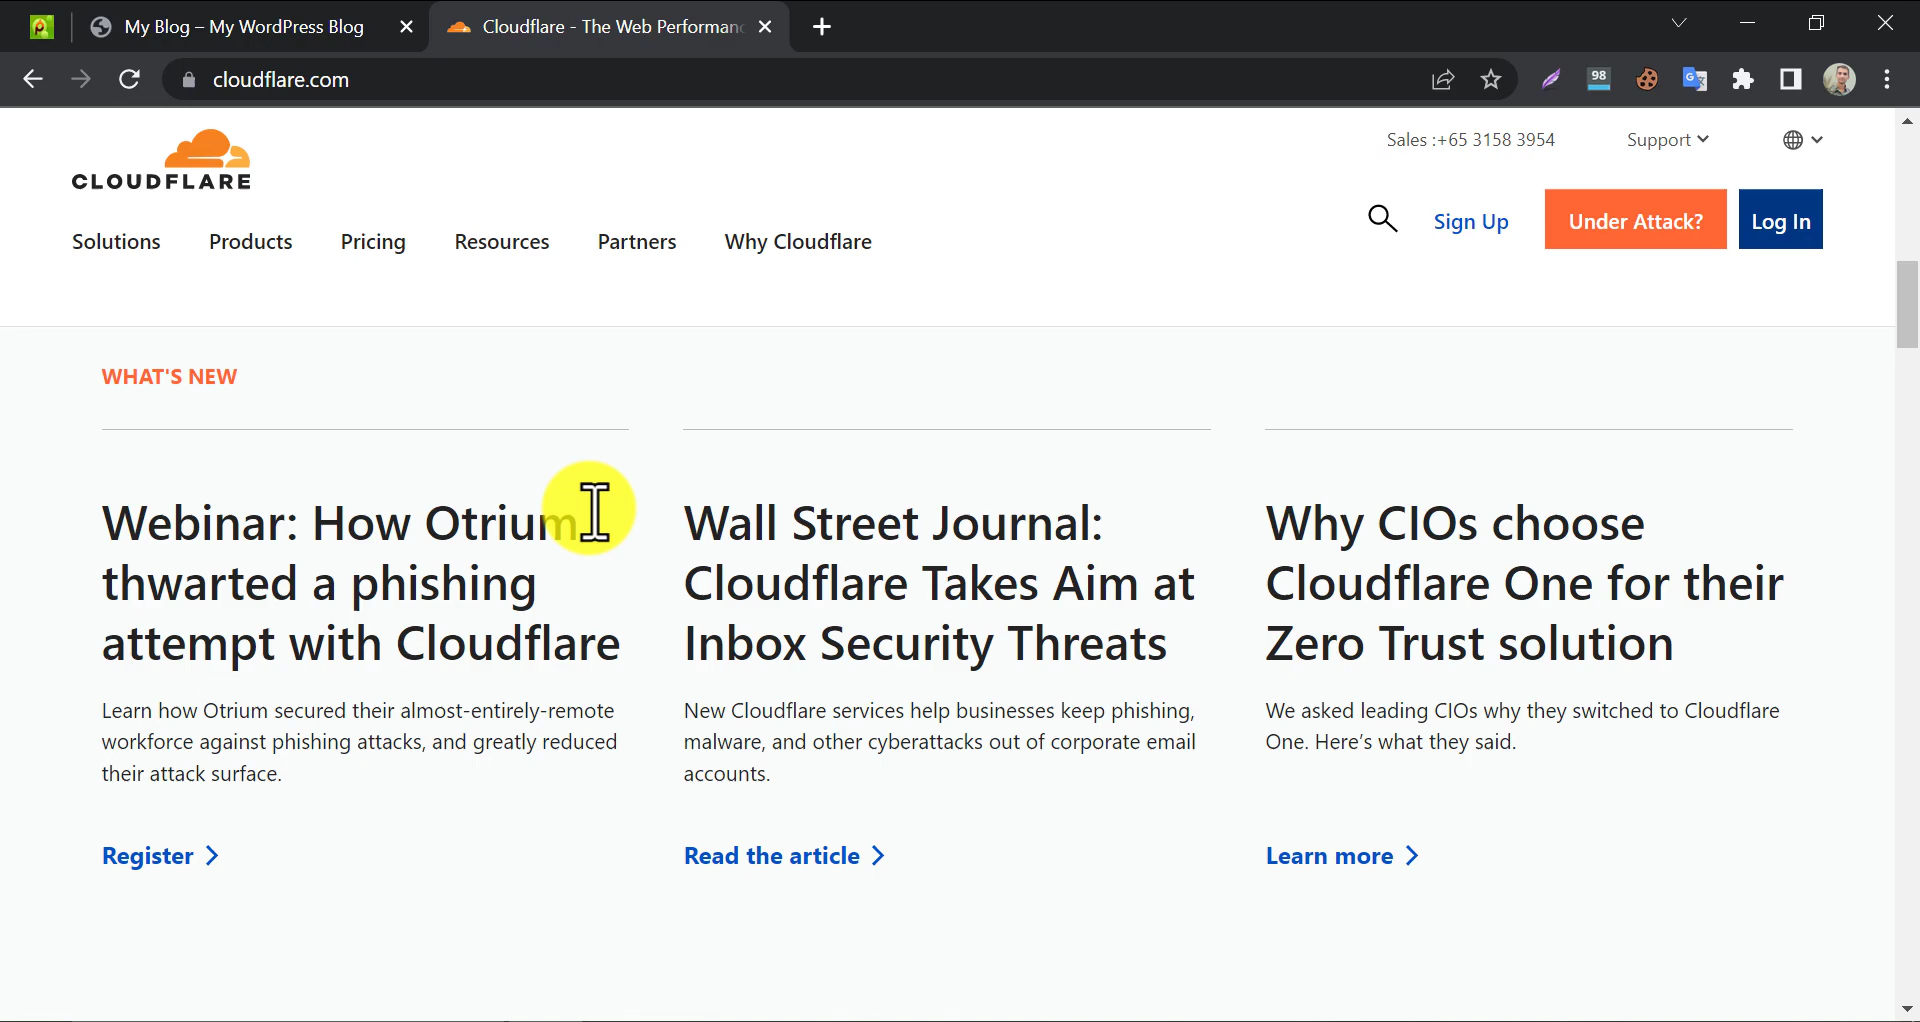 My Blog – My WordPress Blog
Cloudflare - The Web Performanc
cloudflare.com
98
G
CLOUDFLARE
Sales :+65 3158 3954
Support
Solutions
Products
Pricing
Resources
Partners
Why Cloudflare
Sign Up
Under Attack?
Log In
WHAT'S NEW
Webinar: How Otrium
thwarted a phishing
attempt with Cloudflare
Learn how Otrium secured their almost-entirely-remote
workforce against phishing attacks, and greatly reduced
their attack surface.
Register
Wall Street Journal:
Cloudflare Takes Aim at
Inbox Security Threats
New Cloudflare services help businesses keep phishing,
malware, and other cyberattacks out of corporate email
accounts.
Read the article
Why CIOs choose
Cloudflare One for their
Zero Trust solution
We asked leading CIOs why they switched to Cloudflare
One. Here’s what they said.
Learn more